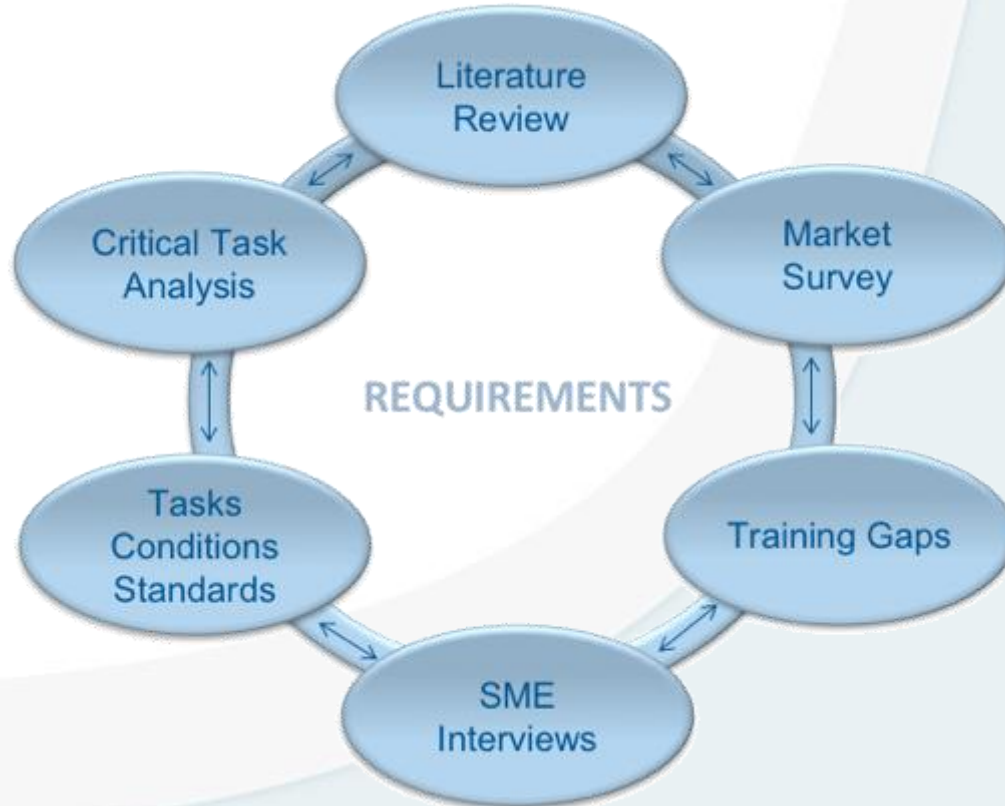 Literature
Review
Market
Survey
Training Gaps
SME
Interviews
Tasks
Conditions
Standards
Critical Task
Analysis
REQUIREMENTS